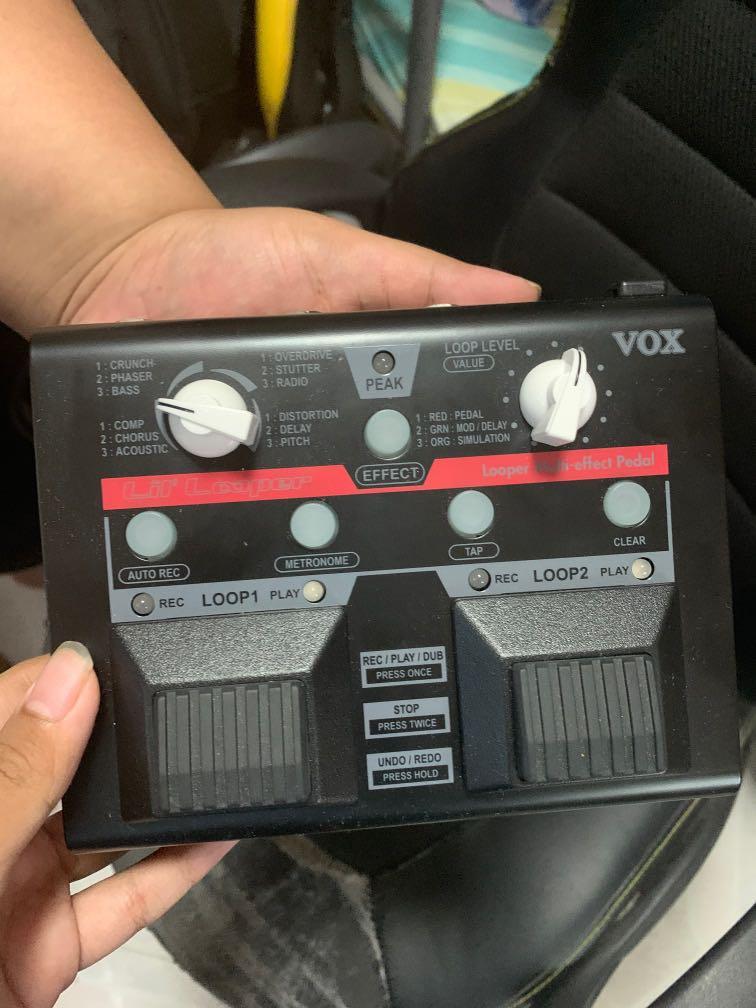 VOX
1 : CRUNCH
2 : PHASER
3 : BASS
1 : OVERDRIVE
2 : STUTTER
3 : RADIO
PEAK
LOOP LEVEL
VALUE
1 : COMP
2 : CHORUS
3 : ACOUSTIC
1 : DISTORTION
2 : DELAY
3 : PITCH
1 : RED : PEDAL
2 : GRN : MOD / DELAY
3 : ORG : SIMULATION
EFFECT
Lil' Looper
Looper Multi-effect Pedal
AUTO REC
METRONOME
TAP
CLEAR
REC LOOP1 PLAY
REC LOOP2 PLAY
REC / PLAY / DUB
PRESS ONCE
STOP
PRESS TWICE
UNDO / REDO
PRESS HOLD